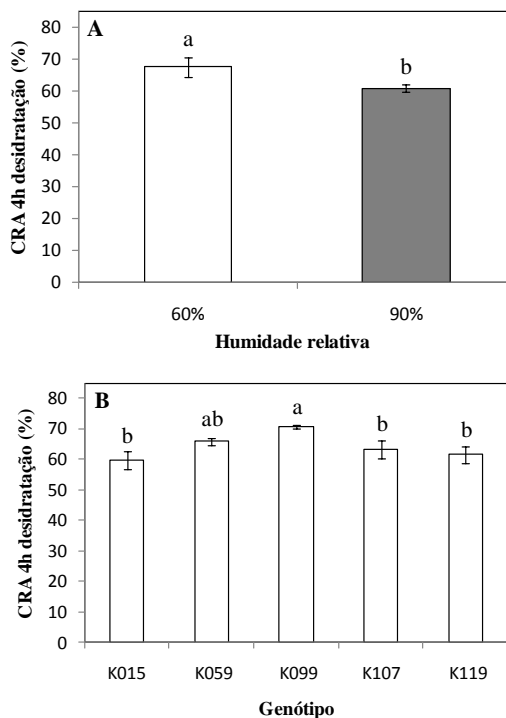 A
a
b
CRA 4h desidratação (%)
80
70
60
50
40
30
20
10
0
60%
90%
Humidade relativa
B
b
ab
a
b
b
CRA 4h desidratação (%)
80
70
60
50
40
30
20
10
0
K015 K059 K099 K107 K119
Genótipo